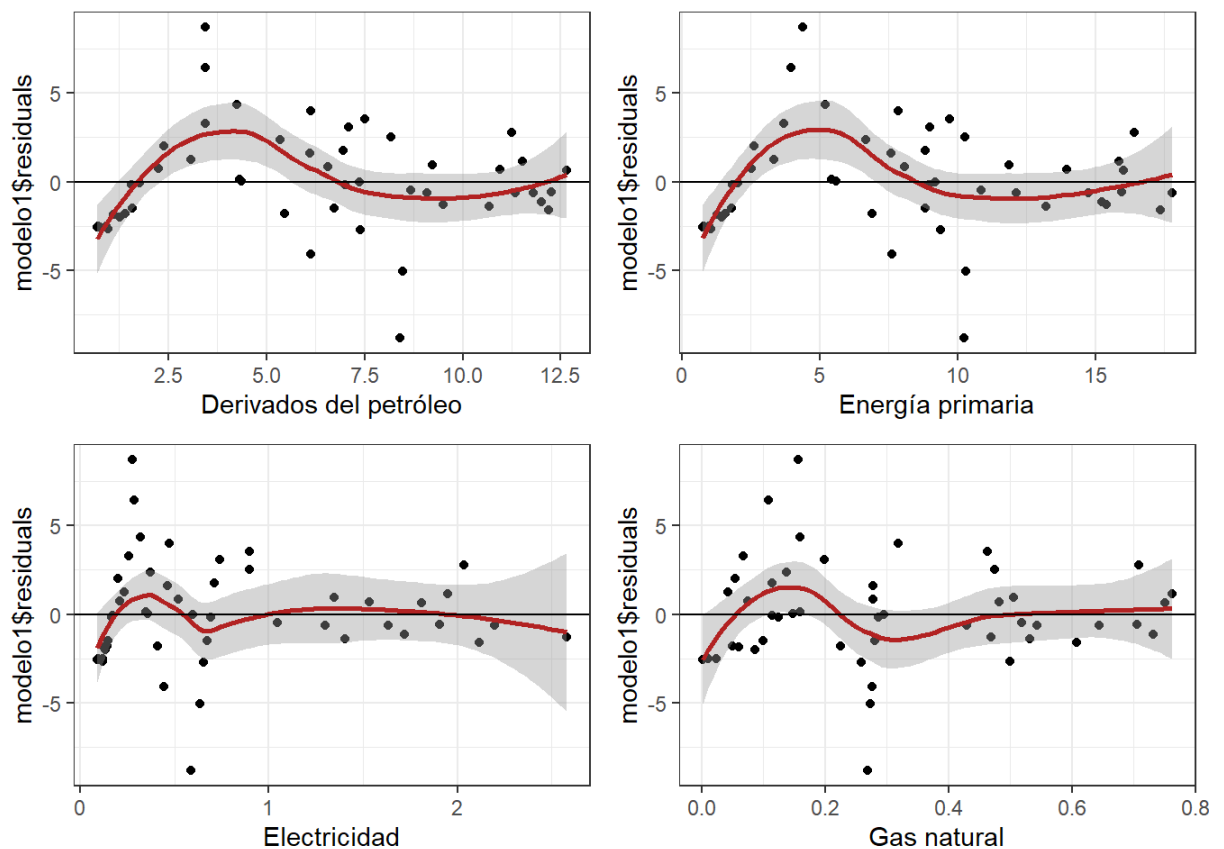 modelo1$residuals
5
0
-5
2.5 5.0 7.5 10.0 12.5
Derivados del petróleo
modelo1$residuals
5
0
-5
0 5 10 15
Energía primaria
modelo1$residuals
5
0
-5
0 1 2
Electricidad
modelo1$residuals
5
0
-5
0.0 0.2 0.4 0.6 0.8
Gas natural